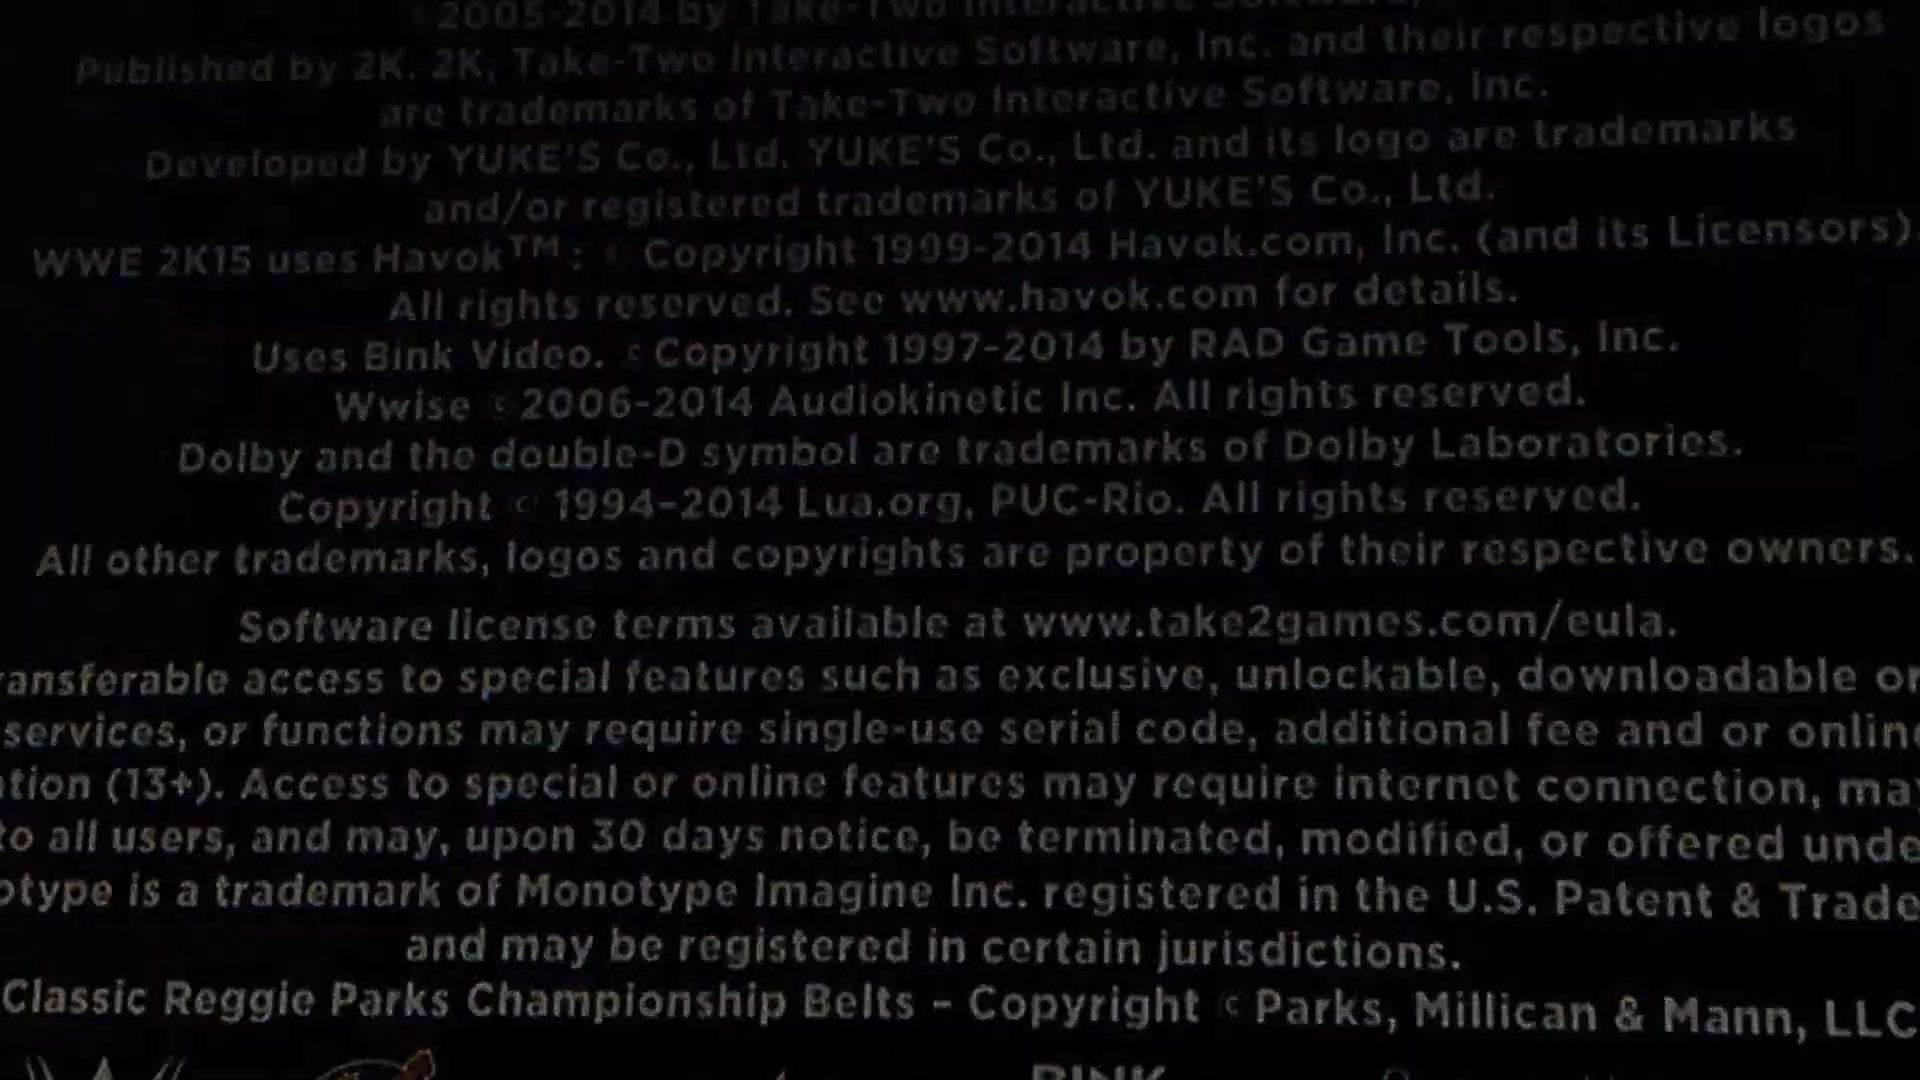 ©2005-2014 by Take-Two Interactive Software,
Published by 2K. 2K, Take-Two Interactive Software, Inc. and their respective logos
are trademarks of Take-Two Interactive Software, Inc.
Developed by YUKE'S Co., Ltd. YUKE'S Co., Ltd. and its logo are trademarks
and/or registered trademarks of YUKE'S Co., Ltd.
WWE 2K15 uses Havok™: © Copyright 1999-2014 Havok.com, Inc. (and its Licensors).
All rights reserved. See www.havok.com for details.
Uses Bink Video. © Copyright 1997-2014 by RAD Game Tools, Inc.
Wwise © 2006-2014 Audiokinetic Inc. All rights reserved.
Dolby and the double-D symbol are trademarks of Dolby Laboratories.
Copyright © 1994-2014 Lua.org, PUC-Rio. All rights reserved.
All other trademarks, logos and copyrights are property of their respective owners.
Software license terms available at www.take2games.com/eula.
ansferable access to special features such as exclusive, unlockable, downloadable or
services, or functions may require single-use serial code, additional fee and or online
tion (13+). Access to special or online features may require internet connection, may
to all users, and may, upon 30 days notice, be terminated, modified, or offered unde
otype is a trademark of Monotype Imagine Inc. registered in the U.S. Patent & Trade
and may be registered in certain jurisdictions.
Classic Reggie Parks Championship Belts - Copyright © Parks, Millican & Mann, LLC
BINK